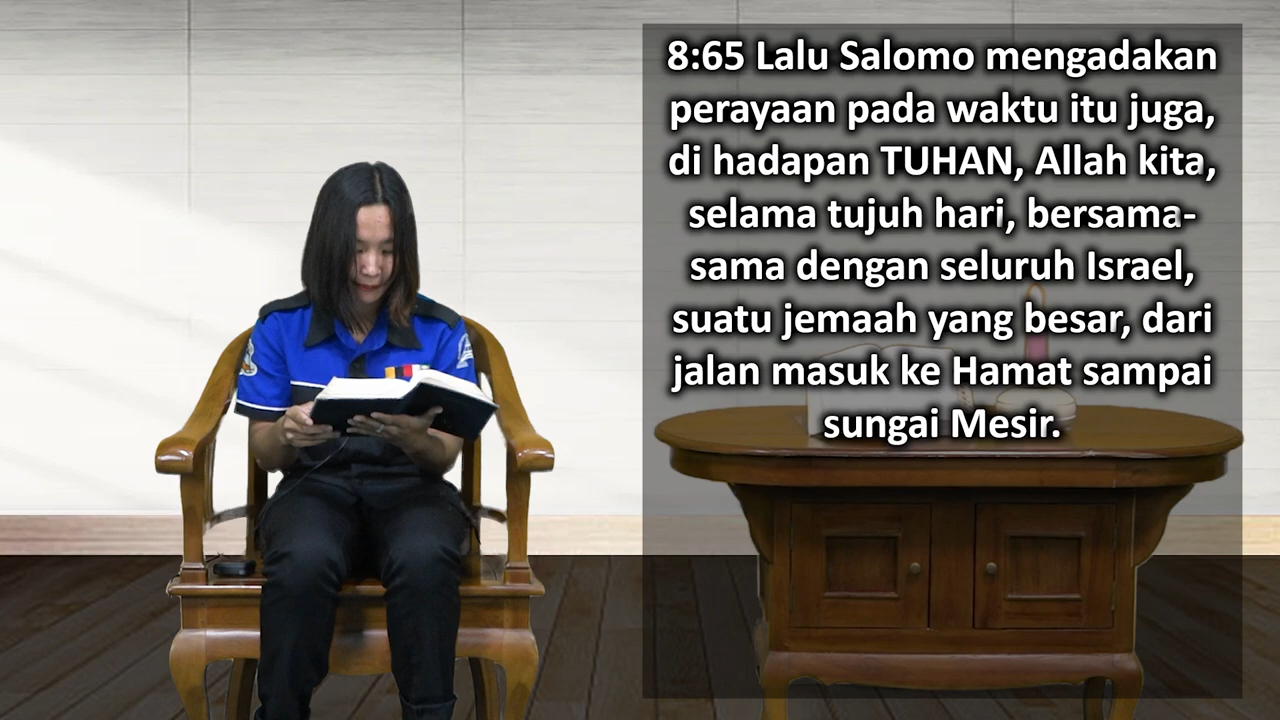 8:65 Lalu Salomo mengadakan
perayaan pada waktu itu juga,
di hadapan TUHAN, Allah kita,
selama tujuh hari, bersama-
sama dengan seluruh Israel,
suatu jemaah yang besar, dari
jalan masuk ke Hamat sampai
sungai Mesir.